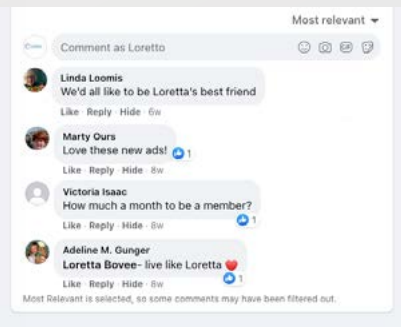 Most relevant
Comment as Loretto
Linda Loomis
We'd all like to be Loretta's best friend
Like · Reply · Hide · 6w
Marty Ours
Love these new ads!
1
Like · Reply · Hide · 8w
Victoria Isaac
How much a month to be a member?
1
Like · Reply · Hide · 8w
Adeline M. Gunger
Loretta Bovee- live like Loretta
1
Like · Reply · Hide · 8w
Most Relevant is selected, so some comments may have been filtered out.